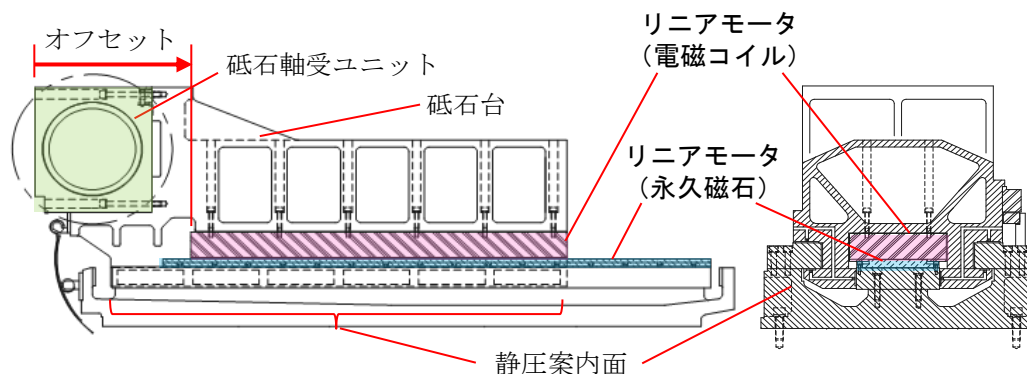 オフセット
砥石軸受ユニット
砥石台
リニアモータ
(電磁コイル)
リニアモータ
(永久磁石)
静圧案内面